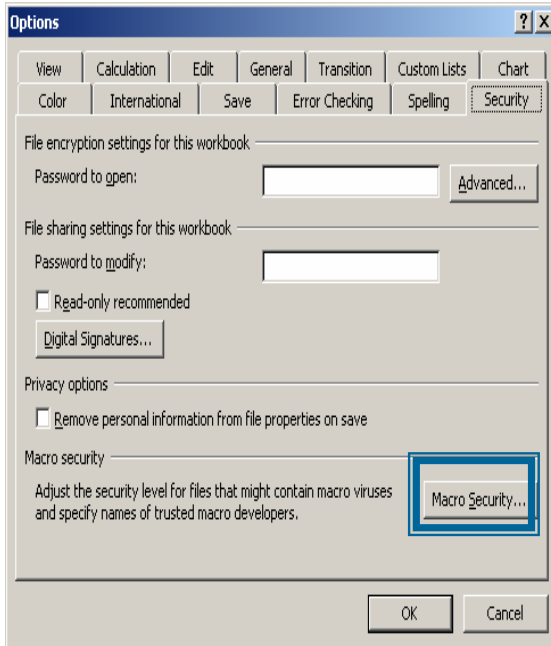 Options ? X
View Calculation Edit General Transition Custom Lists Chart
Color International Save Error Checking Spelling Security
File encryption settings for this workbook
Password to open: Advanced...
File sharing settings for this workbook
Password to modify:
Read-only recommended
Digital Signatures...
Privacy options
Remove personal information from file properties on save
Macro security
Adjust the security level for files that might contain macro viruses
and specify names of trusted macro developers.
Macro Security...
OK Cancel